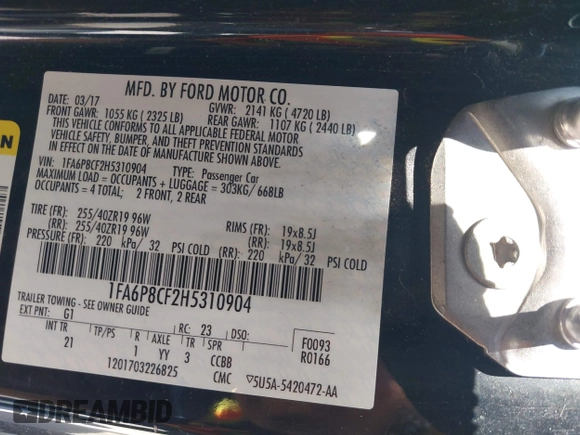 MFD. BY FORD MOTOR CO.
DATE: 03/17 GVWR: 2141 KG ( 4720 LB)
FRONT GAWR: 1055 KG ( 2325 LB) REAR GAWR: 1107 KG ( 2440 LB)
THIS VEHICLE CONFORMS TO ALL APPLICABLE FEDERAL MOTOR
VEHICLE SAFETY, BUMPER, AND THEFT PREVENTION STANDARDS
IN EFFECT ON THE DATE OF MANUFACTURE SHOWN ABOVE.
VIN: 1FA6P8CF2H5310904 TYPE: Passenger Car
MAXIMUM LOAD = OCCUPANTS + LUGGAGE = 303KG/ 668LB
OCCUPANTS = 4 TOTAL; 2 FRONT, 2 REAR
TIRE (FR): 255/40ZR19 96W RIMS (FR): 19x8.5J
(RR): 255/40ZR19 96W (RR): 19x8.5J
PRESSURE (FR): 220 kPa/ 32 PSI COLD (RR): 220 kPa/ 32 PSI COLD
1FA6P8CF2H5310904
TRAILER TOWING - SEE OWNER GUIDE
EXT PNT: G1 RC: 23 DSO: F0093
INT TR TP/PS R AXLE TR SPR R0166
21 1 YY 3 CCBB
1201703226825 CMC 5U5A-5420472-AA
DREAMBID